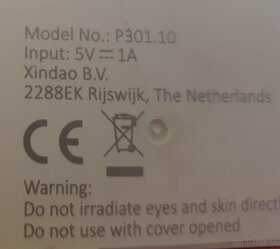 Model No.: P301.10
Input: 5V ⎓ 1A
Xindao B.V.
2288EK Rijswijk, The Netherlands
CE
Warning:
Do not irradiate eyes and skin direct
Do not use with cover opened